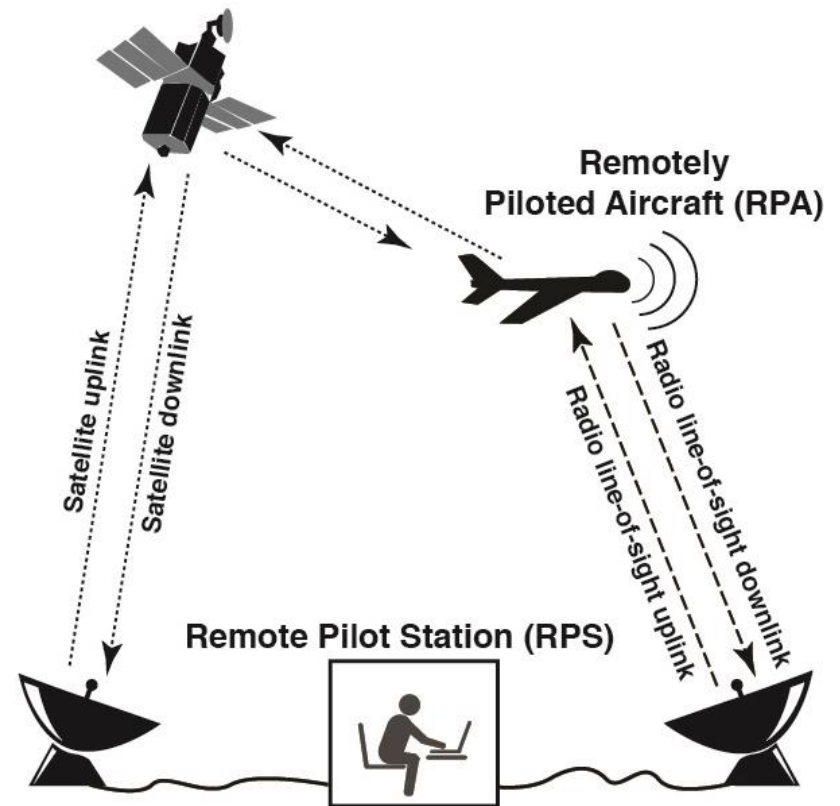 Remotely
Piloted Aircraft (RPA)
Satellite uplink
Satellite downlink
Radio line-of-sight uplink
Radio line-of-sight downlink
Remote Pilot Station (RPS)